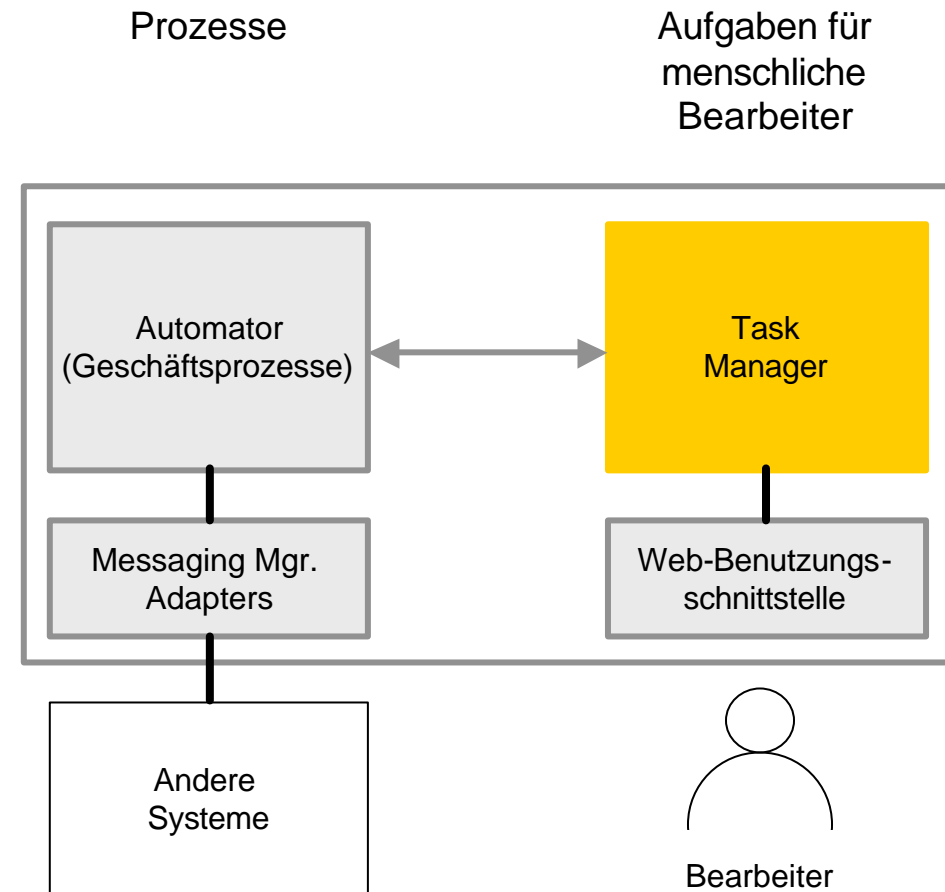 Prozesse
Aufgaben für
menschliche
Bearbeiter
Automator
(Geschäftsprozesse)
Task
Manager
Messaging Mgr.
Adapters
Web-Benutzungs-
schnittstelle
Andere
Systeme
Bearbeiter